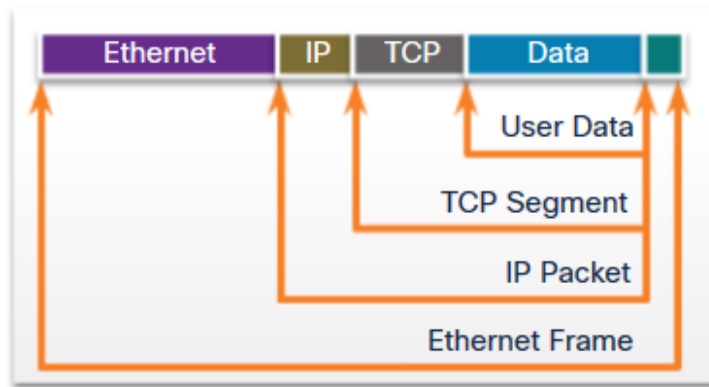 Ethernet IP TCP Data
User Data
TCP Segment
IP Packet
Ethernet Frame